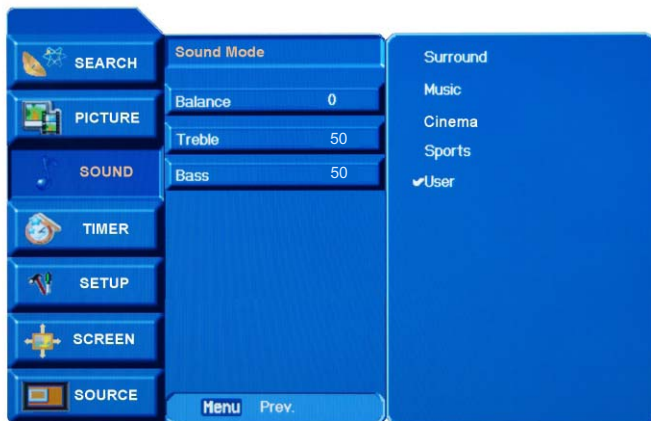 SEARCH
PICTURE
SOUND
TIMER
SETUP
SCREEN
SOURCE
Sound Mode
Balance 0
Treble 50
Bass 50
Menu Prev.
Surround
Music
Cinema
Sports
✔User